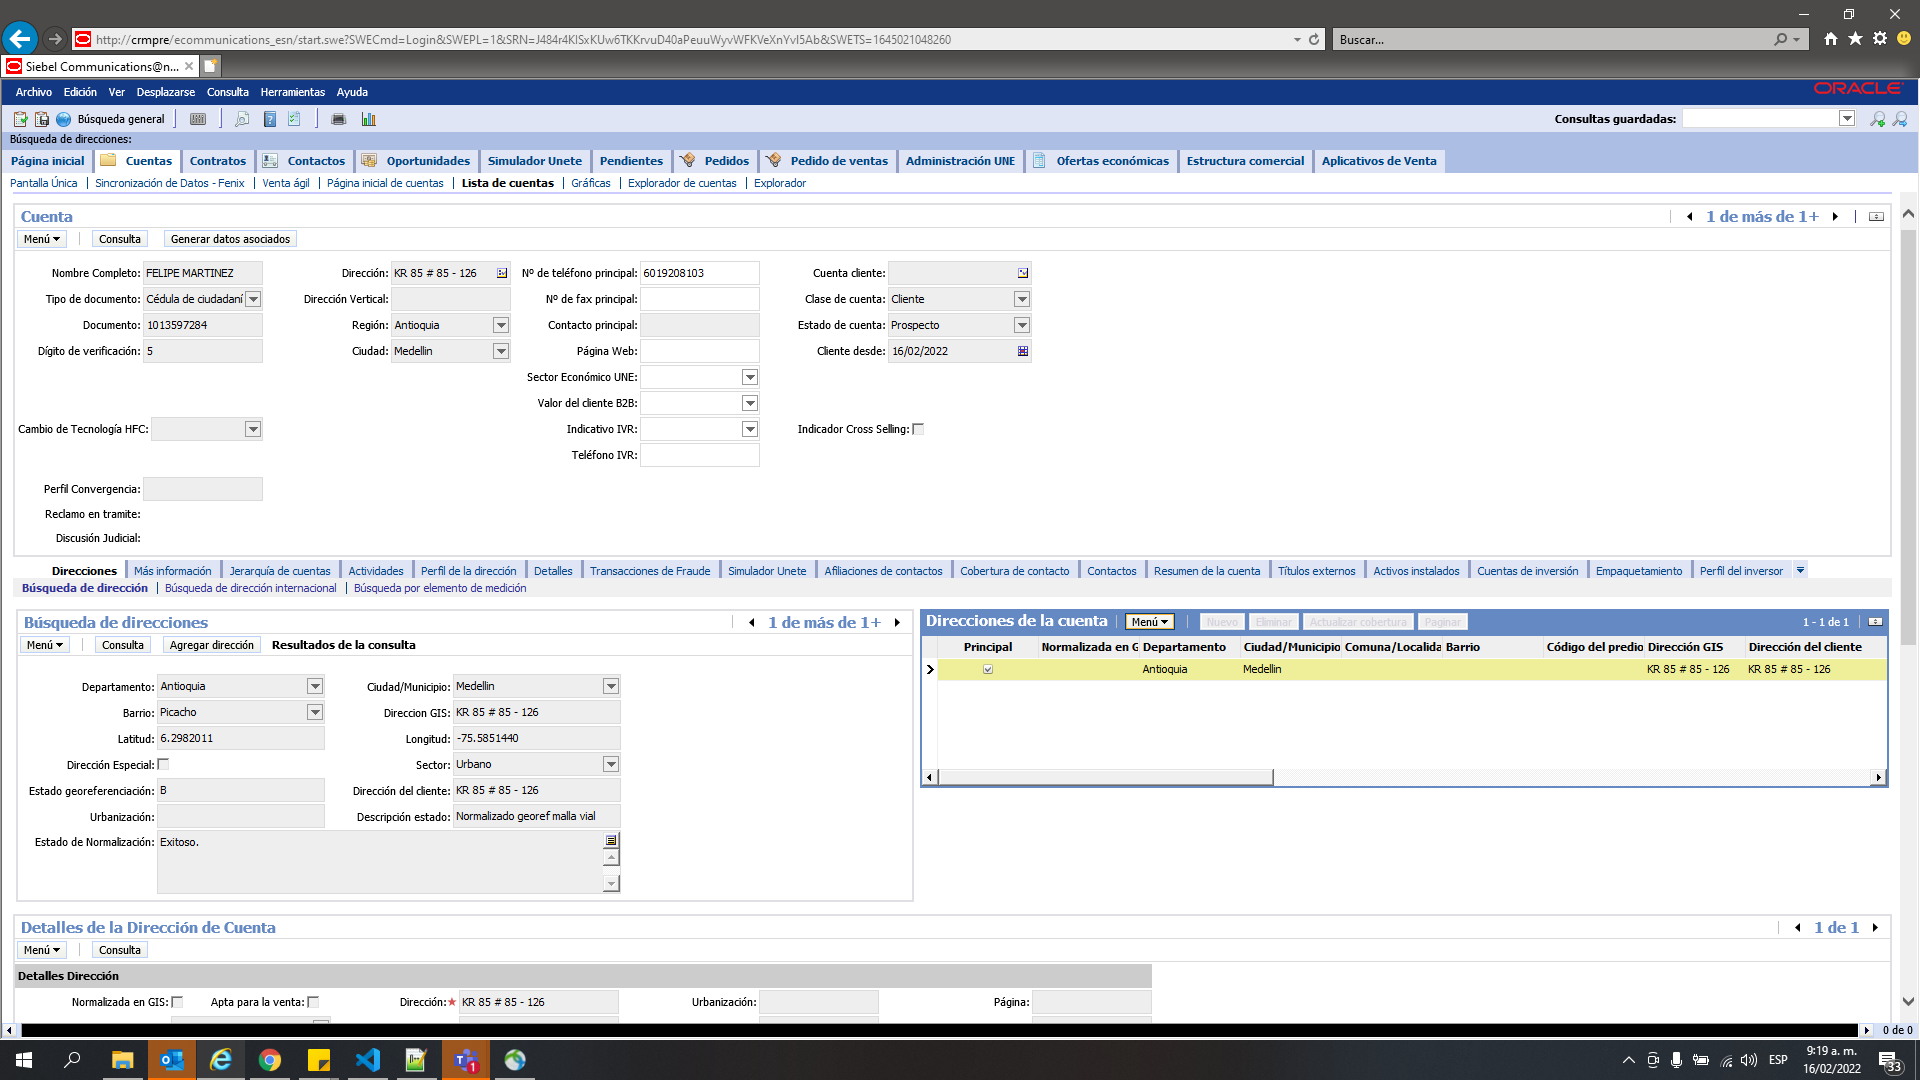 http://crmpre/ecommunications_esn/start.swe?SWECmd=Login&SWEPL=1&SRN=J484r4KlSxKUw6TKKrvuD40aPeuuWyvWFKVeXnYvI5Ab&SWETS=1645021048260
Buscar...
Siebel Communications@n...
Archivo Edición Ver Desplazarse Consulta Herramientas Ayuda
ORACLE
Búsqueda general
Consultas guardadas:
Búsqueda de direcciones:
Página inicial Cuentas Contratos Contactos Oportunidades Simulador Unete Pendientes Pedidos Pedido de ventas Administración UNE Ofertas económicas Estructura comercial Aplicativos de Venta
Pantalla Única Sincronización de Datos - Fenix Venta ágil Página inicial de cuentas Lista de cuentas Gráficas Explorador de cuentas Explorador
Cuenta 1 de más de 1+
Menú Consulta Generar datos asociados
Nombre Completo: FELIPE MARTINEZ Dirección: KR 85 # 85 - 126 Nº de teléfono principal: 6019208103 Cuenta cliente:
Tipo de documento: Cédula de ciudadaní Dirección Vertical: Nº de fax principal: Clase de cuenta: Cliente
Documento: 1013597284 Región: Antioquia Contacto principal: Estado de cuenta: Prospecto
Dígito de verificación: 5 Ciudad: Medellin Página Web: Cliente desde: 16/02/2022
Sector Económico UNE:
Valor del cliente B2B:
Cambio de Tecnología HFC: Indicativo IVR: Indicador Cross Selling:
Teléfono IVR:
Perfil Convergencia:
Reclamo en tramite:
Discusión Judicial:
Direcciones Más información Jerarquía de cuentas Actividades Perfil de la dirección Detalles Transacciones de Fraude Simulador Unete Afiliaciones de contactos Cobertura de contacto Contactos Resumen de la cuenta Títulos externos Activos instalados Cuentas de inversión Empaquetamiento Perfil del inversor
Búsqueda de dirección Búsqueda de dirección internacional Búsqueda por elemento de medición
Búsqueda de direcciones 1 de más de 1+
Menú Consulta Agregar dirección Resultados de la consulta
Departamento: Antioquia Ciudad/Municipio: Medellin
Barrio: Picacho Direccion GIS: KR 85 # 85 - 126
Latitud: 6.2982011 Longitud: -75.5851440
Dirección Especial: Sector: Urbano
Estado georeferenciación: B Dirección del cliente: KR 85 # 85 - 126
Urbanización: Descripción estado: Normalizado georef malla vial
Estado de Normalización: Exitoso.
Direcciones de la cuenta Menú Nuevo Eliminar Actualizar cobertura Paginar 1 - 1 de 1
Principal Normalizada en G Departamento Ciudad/Municipio Comuna/Localida Barrio Código del predio Dirección GIS Dirección del cliente
Antioquia Medellin KR 85 # 85 - 126 KR 85 # 85 - 126
Detalles de la Dirección de Cuenta 1 de 1
Menú Consulta
Detalles Dirección
Normalizada en GIS: Apta para la venta: Dirección:* KR 85 # 85 - 126 Urbanización: Página:
0 de 0
1
ESP
9:19 a. m.
16/02/2022
33